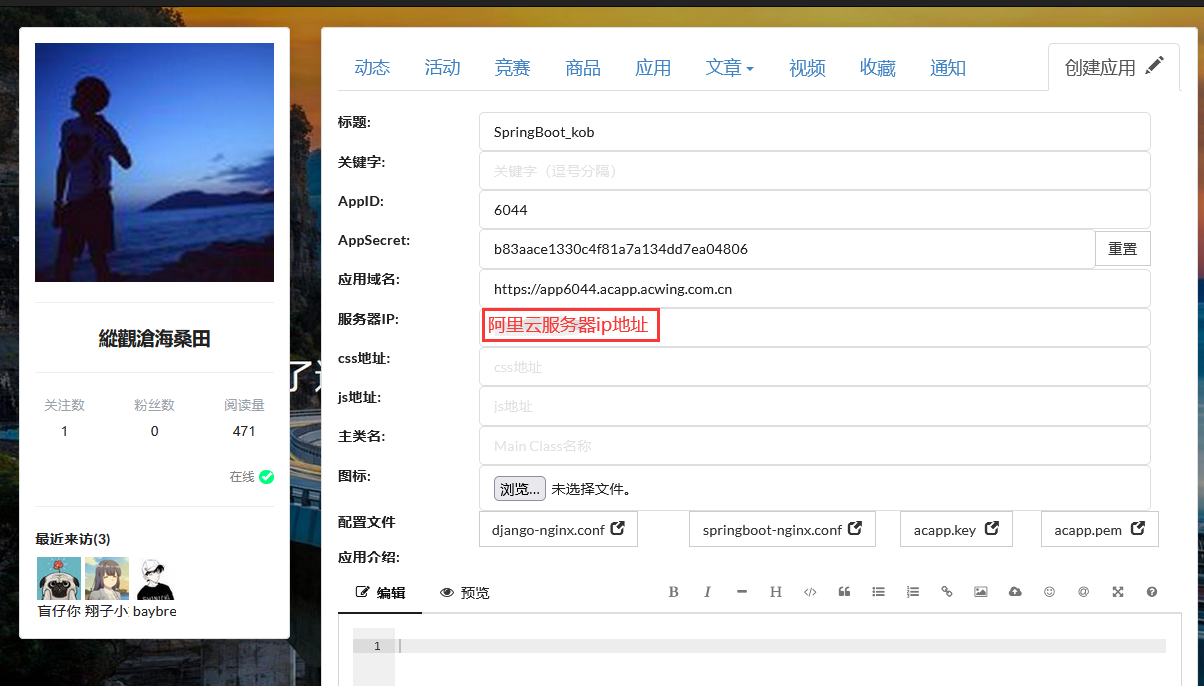 縱觀滄海桑田
关注数 粉丝数 阅读量
1 0 471
在线
最近来访(3)
盲仔你 翔子小 baybre
动态 活动 竞赛 商品 应用 文章 视频 收藏 通知 创建应用
标题: SpringBoot_kob
关键字: 关键字（逗号分隔）
AppID: 6044
AppSecret: b83aace1330c4f81a7a134dd7ea04806 重置
应用域名: https://app6044.acapp.acwing.com.cn
服务器IP: 阿里云服务器ip地址
css地址: css地址
js地址: js地址
主类名: Main Class名称
图标: 浏览... 未选择文件。
配置文件 django-nginx.conf springboot-nginx.conf acapp.key acapp.pem
应用介绍:
编辑 预览 B I H
1